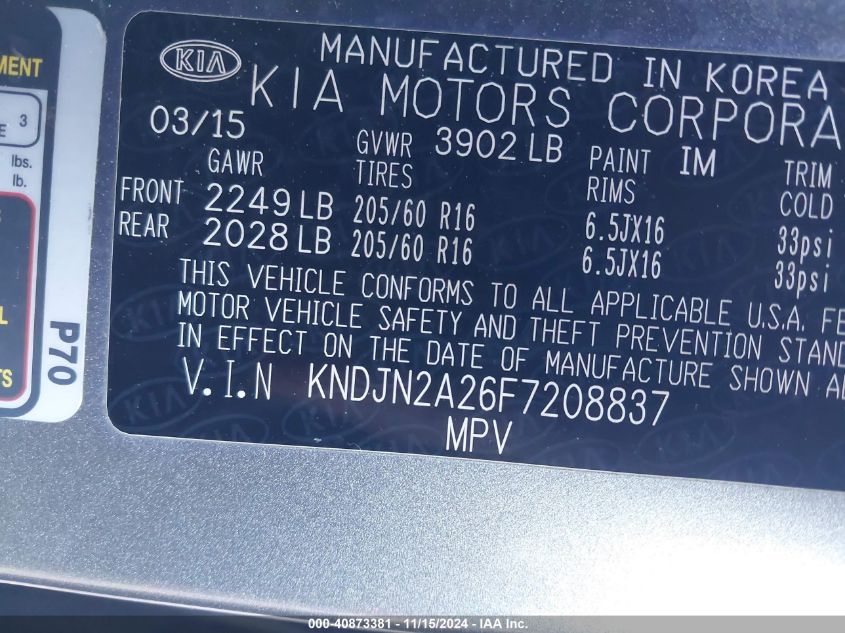 MENT
3
E
lbs.
lb.
L
TS
P70
KIA
MANUFACTURED IN KOREA
KIA MOTORS CORPORA
03/15 GVWR 3902 LB PAINT IM TRIM
GAWR TIRES RIMS COLD
FRONT 2249 LB 205/60 R16 6.5JX16 33psi
REAR 2028 LB 205/60 R16 6.5JX16 33psi
THIS VEHICLE CONFORMS TO ALL APPLICABLE U.S.A. FE
MOTOR VEHICLE SAFETY AND THEFT PREVENTION STAND
IN EFFECT ON THE DATE OF MANUFACTURE SHOWN A
V.I.N KNDJN2A26F7208837
MPV
000-40873381 - 11/15/2024 - IAA Inc.